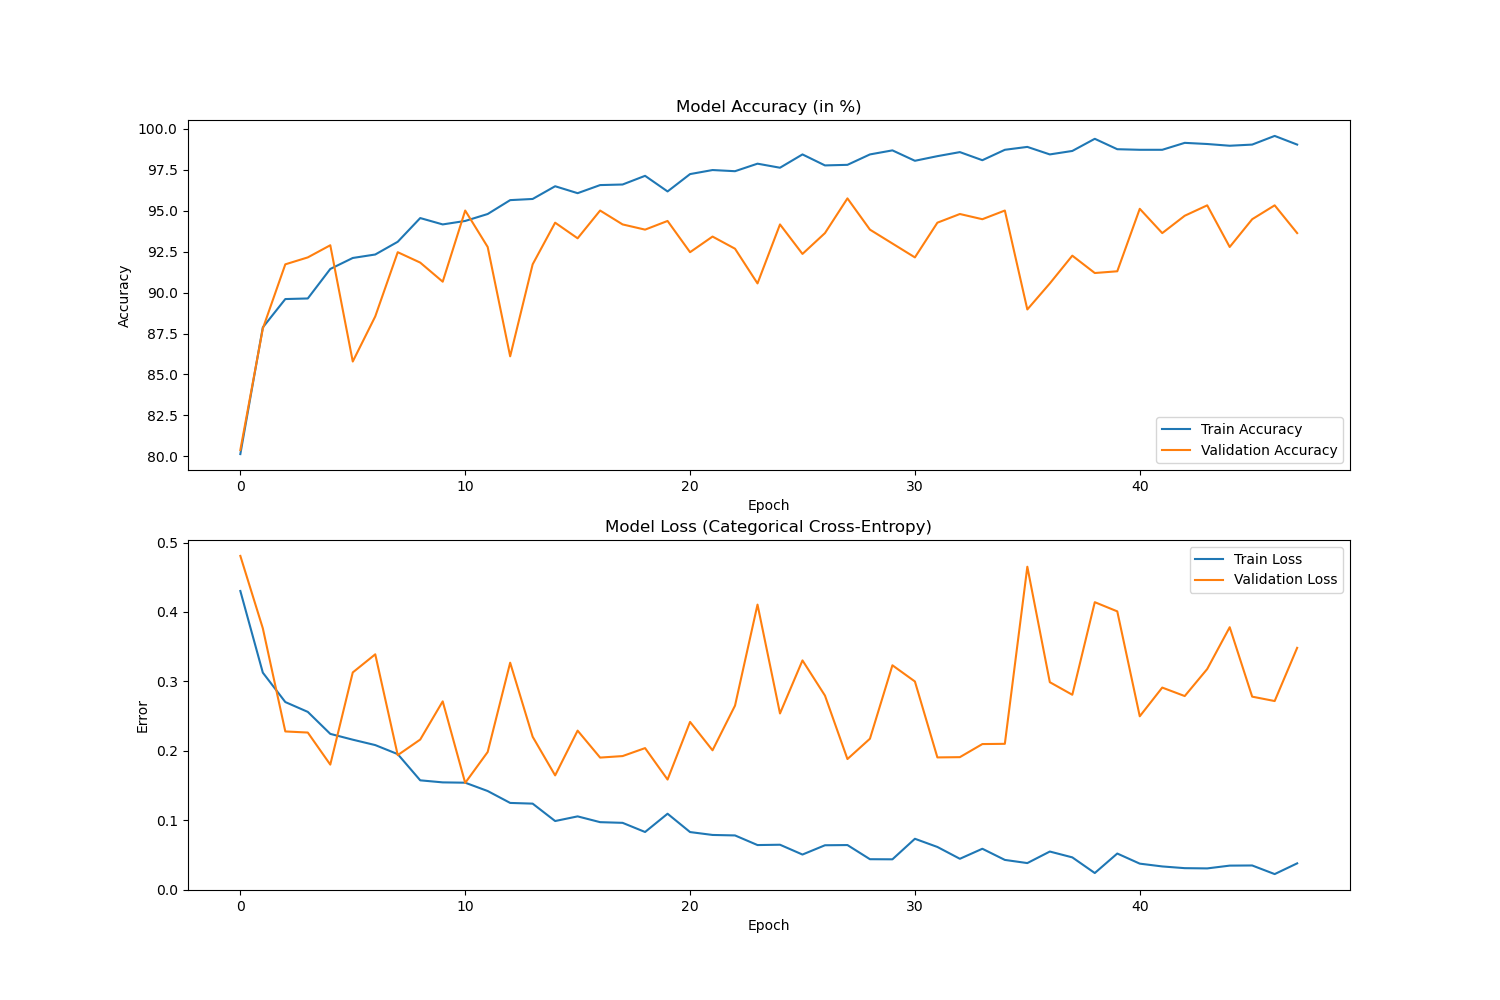 Model Accuracy (in %)
100.0
97.5
95.0
92.5
90.0
87.5
85.0
82.5
80.0
Accuracy
Train Accuracy
Validation Accuracy
0 10 20 30 40
Epoch
Model Loss (Categorical Cross-Entropy)
0.5
0.4
0.3
0.2
0.1
0.0
Error
Train Loss
Validation Loss
0 10 20 30 40
Epoch